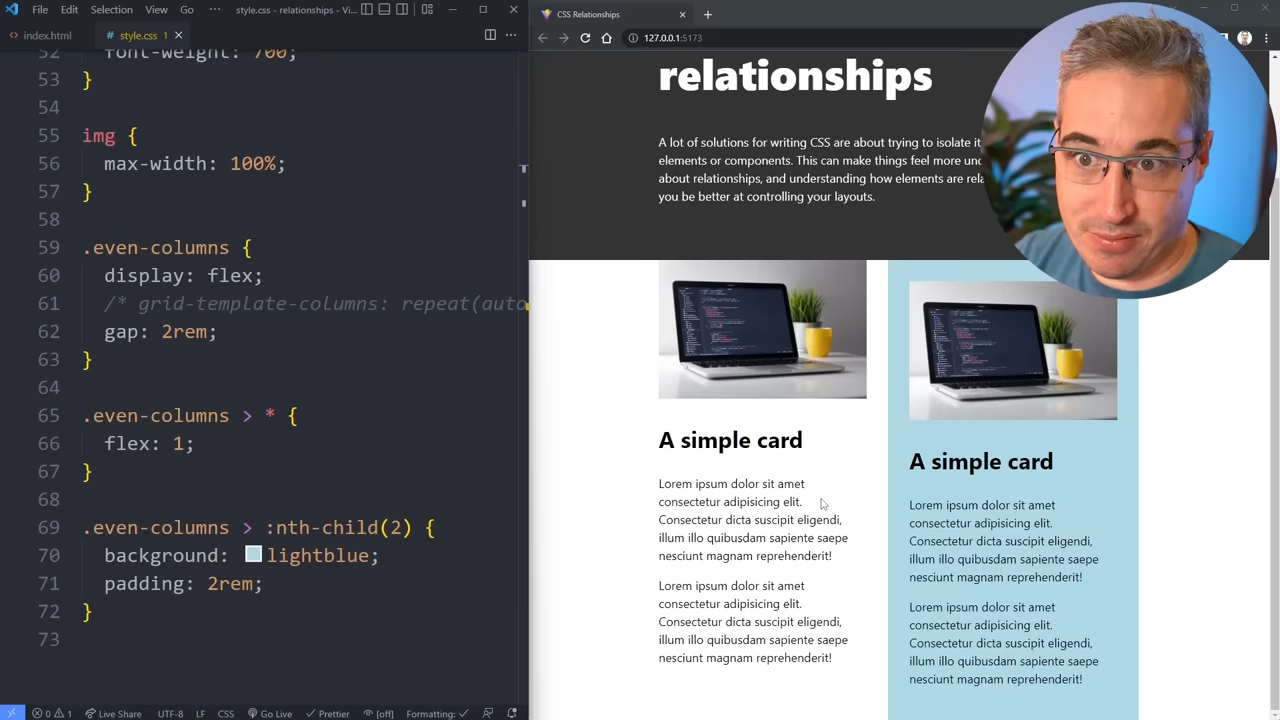 File Edit Selection View Go ··· style.css - relationships - Vi...
index.html style.css 1
52 font-weight: 700;
53 }
54
55 img {
56 max-width: 100%;
57 }
58
59 .even-columns {
60 display: flex;
61 /* grid-template-columns: repeat(auto
62 gap: 2rem;
63 }
64
65 .even-columns > * {
66 flex: 1;
67 }
68
69 .even-columns > :nth-child(2) {
70 background: lightblue;
71 padding: 2rem;
72 }
73
0 1 Live Share UTF-8 LF CSS Go Live Prettier [off] Formatting:
CSS Relationships
127.0.0.1:5173
relationships
A lot of solutions for writing CSS are about trying to isolate it
elements or components. This can make things feel more un
about relationships, and understanding how elements are rela
you be better at controlling your layouts.
A simple card
Lorem ipsum dolor sit amet
consectetur adipisicing elit.
Consectetur dicta suscipit eligendi,
illum illo quibusdam sapiente saepe
nesciunt magnam reprehenderit!
Lorem ipsum dolor sit amet
consectetur adipisicing elit.
Consectetur dicta suscipit eligendi,
illum illo quibusdam sapiente saepe
nesciunt magnam reprehenderit!
A simple card
Lorem ipsum dolor sit amet
consectetur adipisicing elit.
Consectetur dicta suscipit eligendi,
illum illo quibusdam sapiente saepe
nesciunt magnam reprehenderit!
Lorem ipsum dolor sit amet
consectetur adipisicing elit.
Consectetur dicta suscipit eligendi,
illum illo quibusdam sapiente saepe
nesciunt magnam reprehenderit!